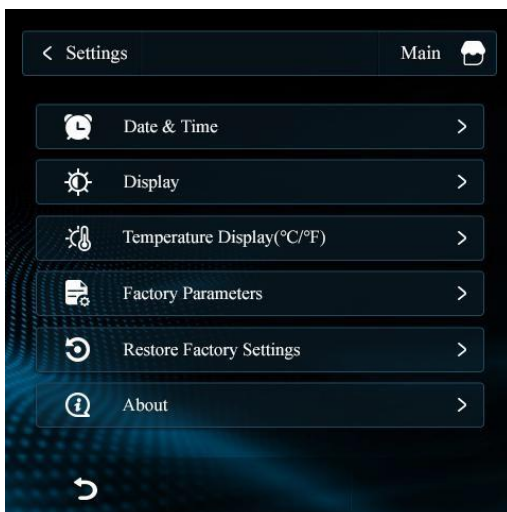 Settings
Main
Date & Time
Display
Temperature Display(°C/°F)
Factory Parameters
Restore Factory Settings
About